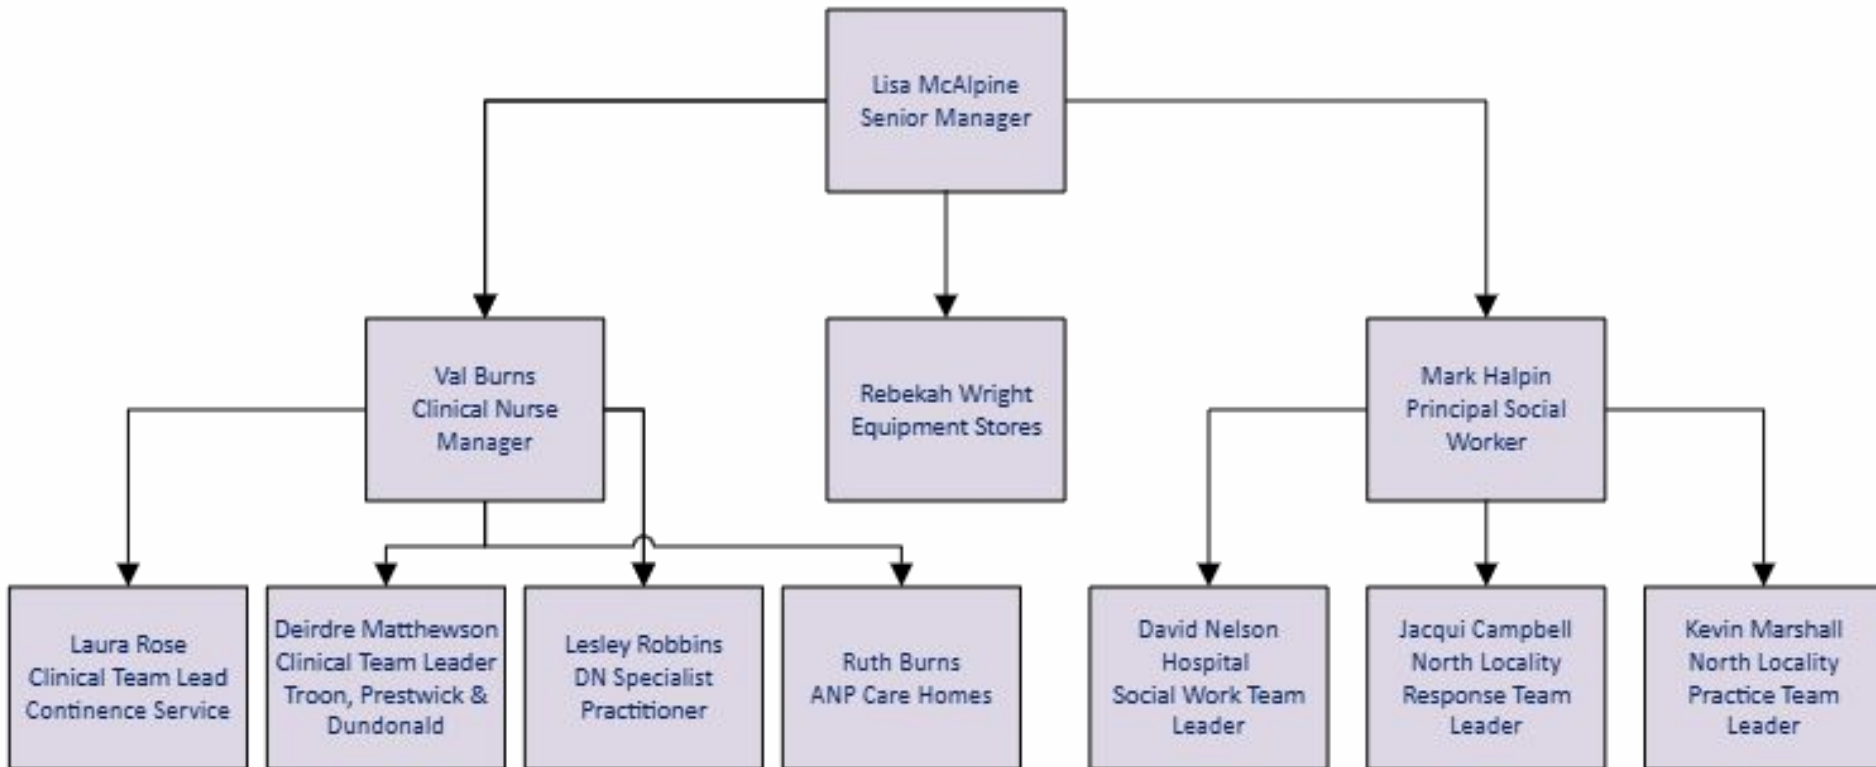 Lisa McAlpine
Senior Manager
Val Burns
Clinical Nurse
Manager
Rebekah Wright
Equipment Stores
Mark Halpin
Principal Social
Worker
Laura Rose
Clinical Team Lead
Continence Service
Deirdre Matthewson
Clinical Team Leader
Troon, Prestwick &
Dundonald
Lesley Robbins
DN Specialist
Practitioner
Ruth Burns
ANP Care Homes
David Nelson
Hospital
Social Work Team
Leader
Jacqui Campbell
North Locality
Response Team
Leader
Kevin Marshall
North Locality
Practice Team
Leader